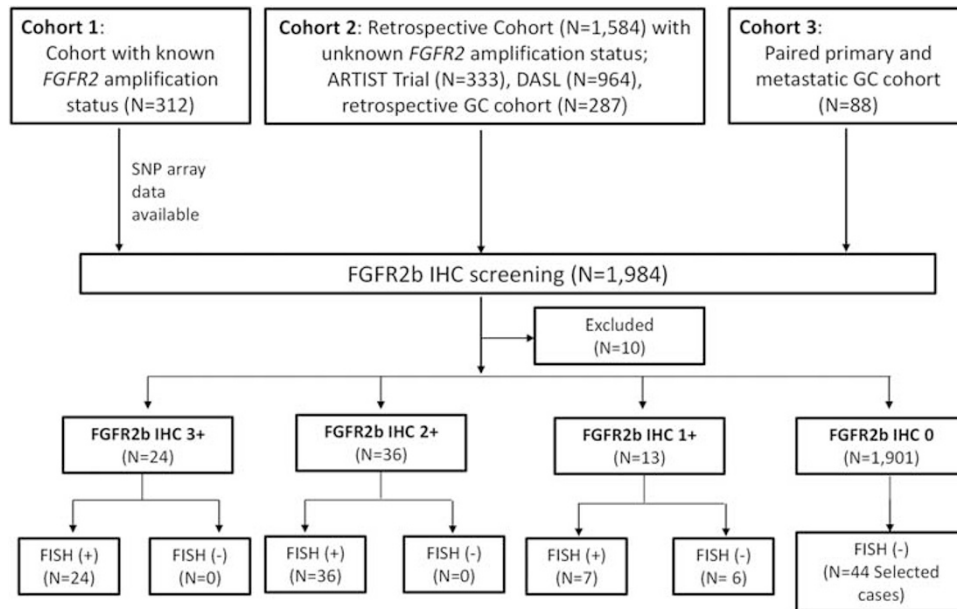 Cohort 1:
Cohort with known
FGFR2 amplification
status (N=312)
Cohort 2: Retrospective Cohort (N=1,584) with
unknown FGFR2 amplification status;
ARTIST Trial (N=333), DASL (N=964),
retrospective GC cohort (N=287)
Cohort 3:
Paired primary and
metastatic GC cohort
(N=88)
SNP array
data
available
FGFR2b IHC screening (N=1,984)
Excluded
(N=10)
FGFR2b IHC 3+
(N=24)
FGFR2b IHC 2+
(N=36)
FGFR2b IHC 1+
(N=13)
FGFR2b IHC 0
(N=1,901)
FISH (+)
(N=24)
FISH (-)
(N=0)
FISH (+)
(N=36)
FISH (-)
(N=0)
FISH (+)
(N=7)
FISH (-)
(N= 6)
FISH (-)
(N=44 Selected
cases)